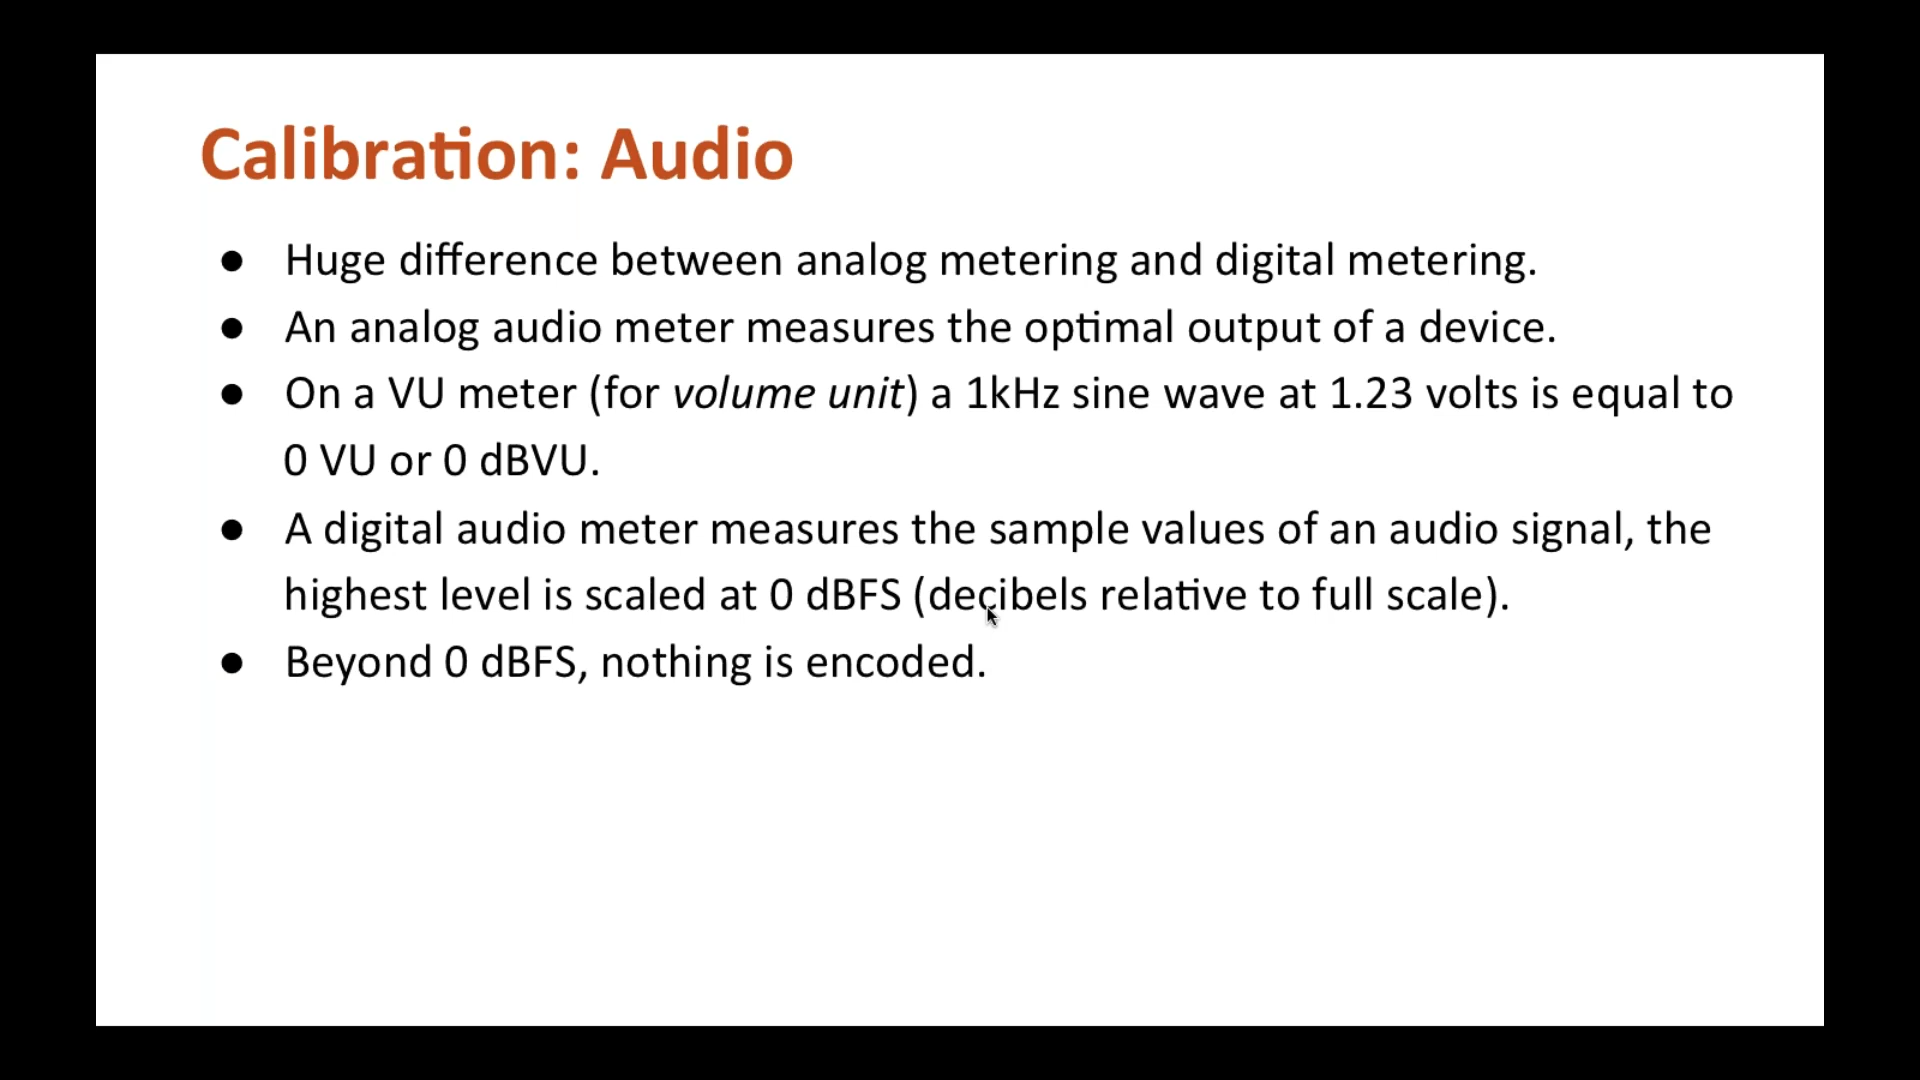 Calibration: Audio
● Huge difference between analog metering and digital metering.
● An analog audio meter measures the optimal output of a device.
● On a VU meter (for volume unit) a 1kHz sine wave at 1.23 volts is equal to
0 VU or 0 dBVU.
● A digital audio meter measures the sample values of an audio signal, the
highest level is scaled at 0 dBFS (decibels relative to full scale).
● Beyond 0 dBFS, nothing is encoded.